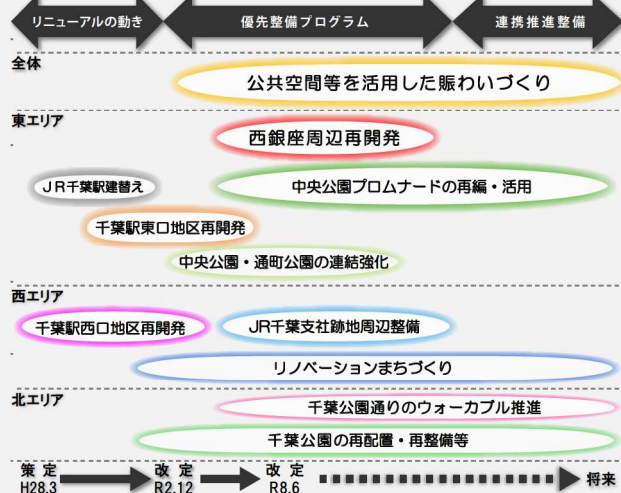 リニューアルの動き
優先整備プログラム
連携推進整備
全体
公共空間等を活用した賑わいづくり
東エリア
西銀座周辺再開発
JR千葉駅建替え
中央公園プロムナードの再編・活用
千葉駅東口地区再開発
中央公園・通町公園の連結強化
西エリア
千葉駅西口地区再開発
JR千葉支社跡地周辺整備
リノベーションまちづくり
北エリア
千葉公園通りのウォーカブル推進
千葉公園の再配置・再整備等
策定
H28.3
改定
R2.12
改定
R8.6
将来